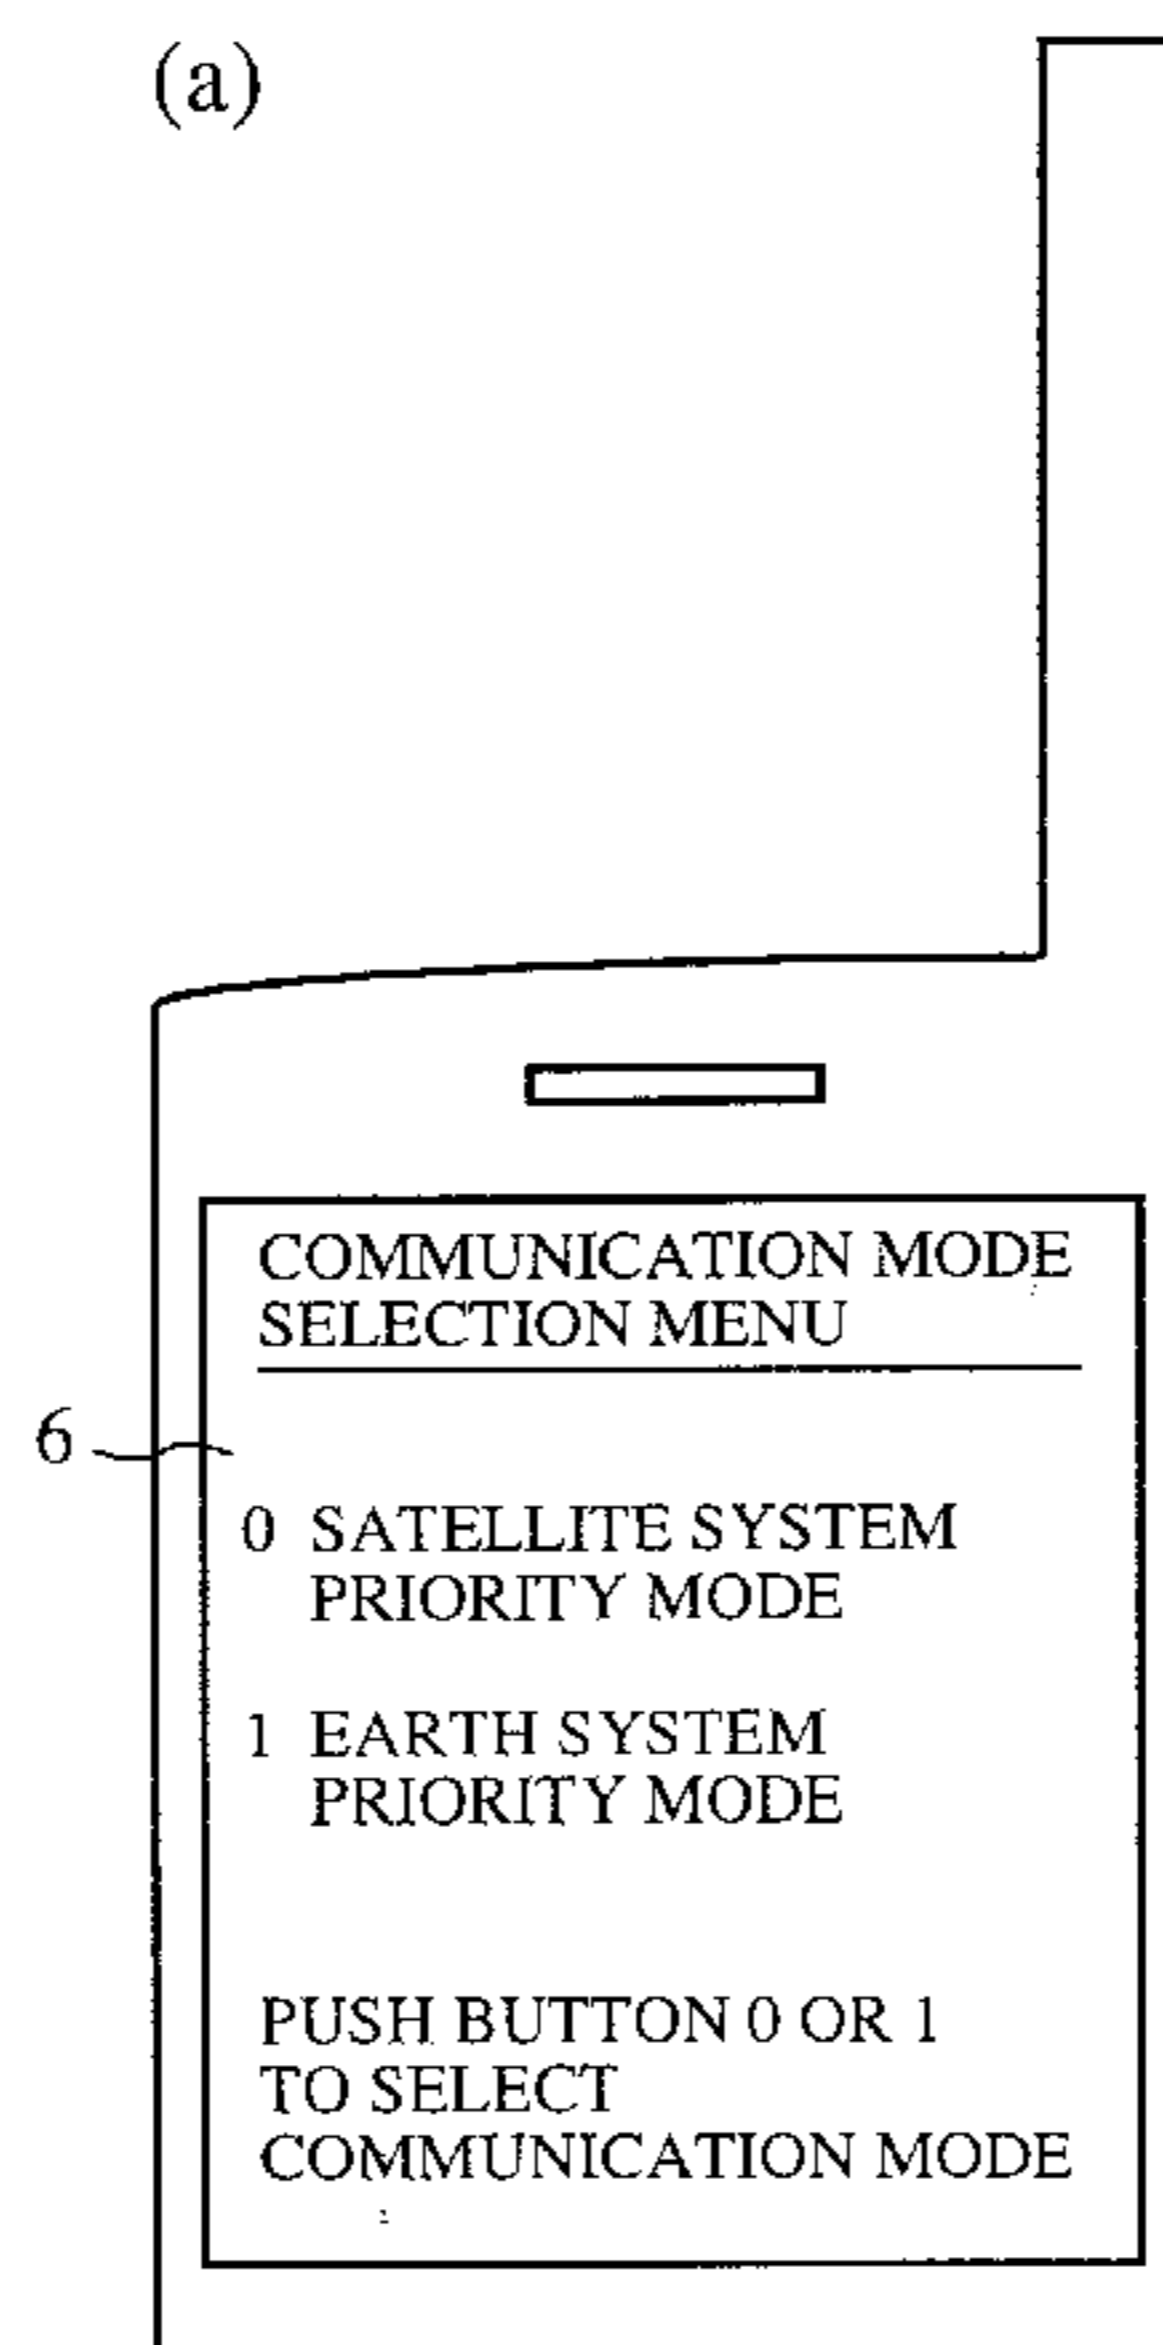 (a)
COMMUNICATION MODE
SELECTION MENU
6
0 SATELLITE SYSTEM
PRIORITY MODE
1 EARTH SYSTEM
PRIORITY MODE
PUSH BUTTON 0 OR 1
TO SELECT
COMMUNICATION MODE